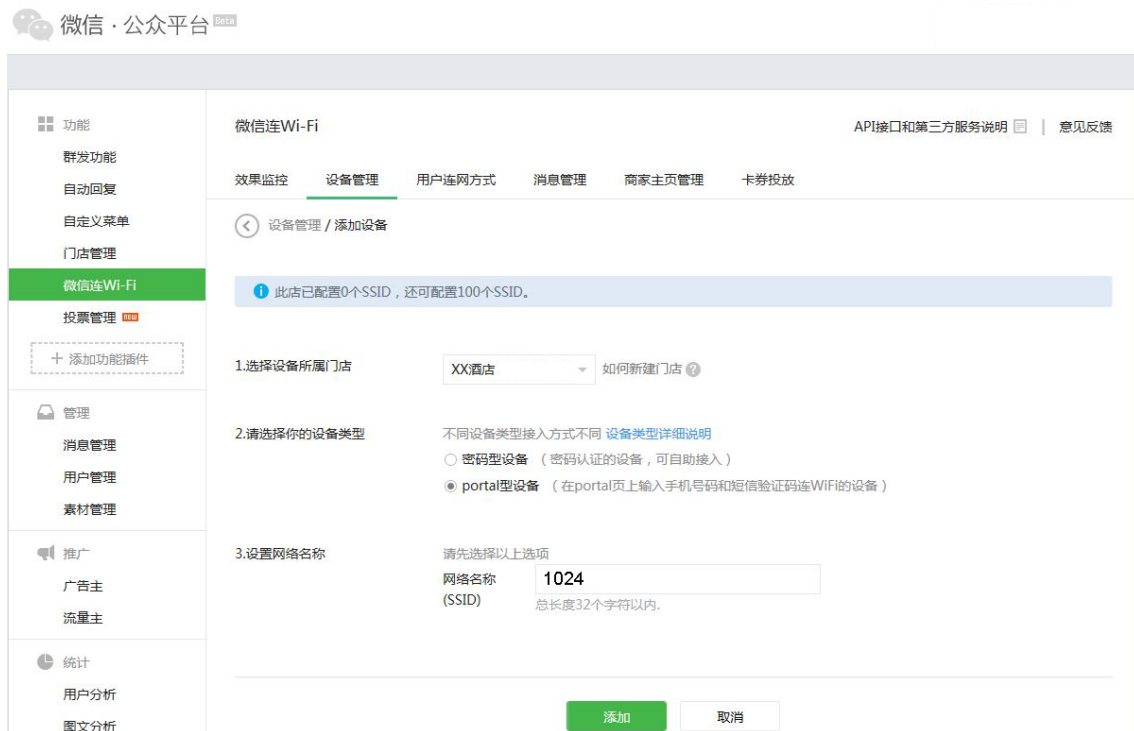 微信·公众平台 Beta
功能
群发功能
自动回复
自定义菜单
门店管理
微信连Wi-Fi
投票管理 NEW
+ 添加功能插件
管理
消息管理
用户管理
素材管理
推广
广告主
流量主
统计
用户分析
图文分析
微信连Wi-Fi
API接口和第三方服务说明 | 意见反馈
效果监控 设备管理 用户连网方式 消息管理 商家主页管理 卡券投放
设备管理 / 添加设备
此店已配置0个SSID，还可配置100个SSID。
1.选择设备所属门店 XX酒店 如何新建门店 ?
2.请选择你的设备类型 不同设备类型接入方式不同 设备类型详细说明
密码型设备 （密码认证的设备，可自助接入）
portal型设备 （在portal页上输入手机号码和短信验证码连WiFi的设备）
3.设置网络名称 请先选择以上选项
网络名称 1024
(SSID) 总长度32个字符以内.
添加 取消